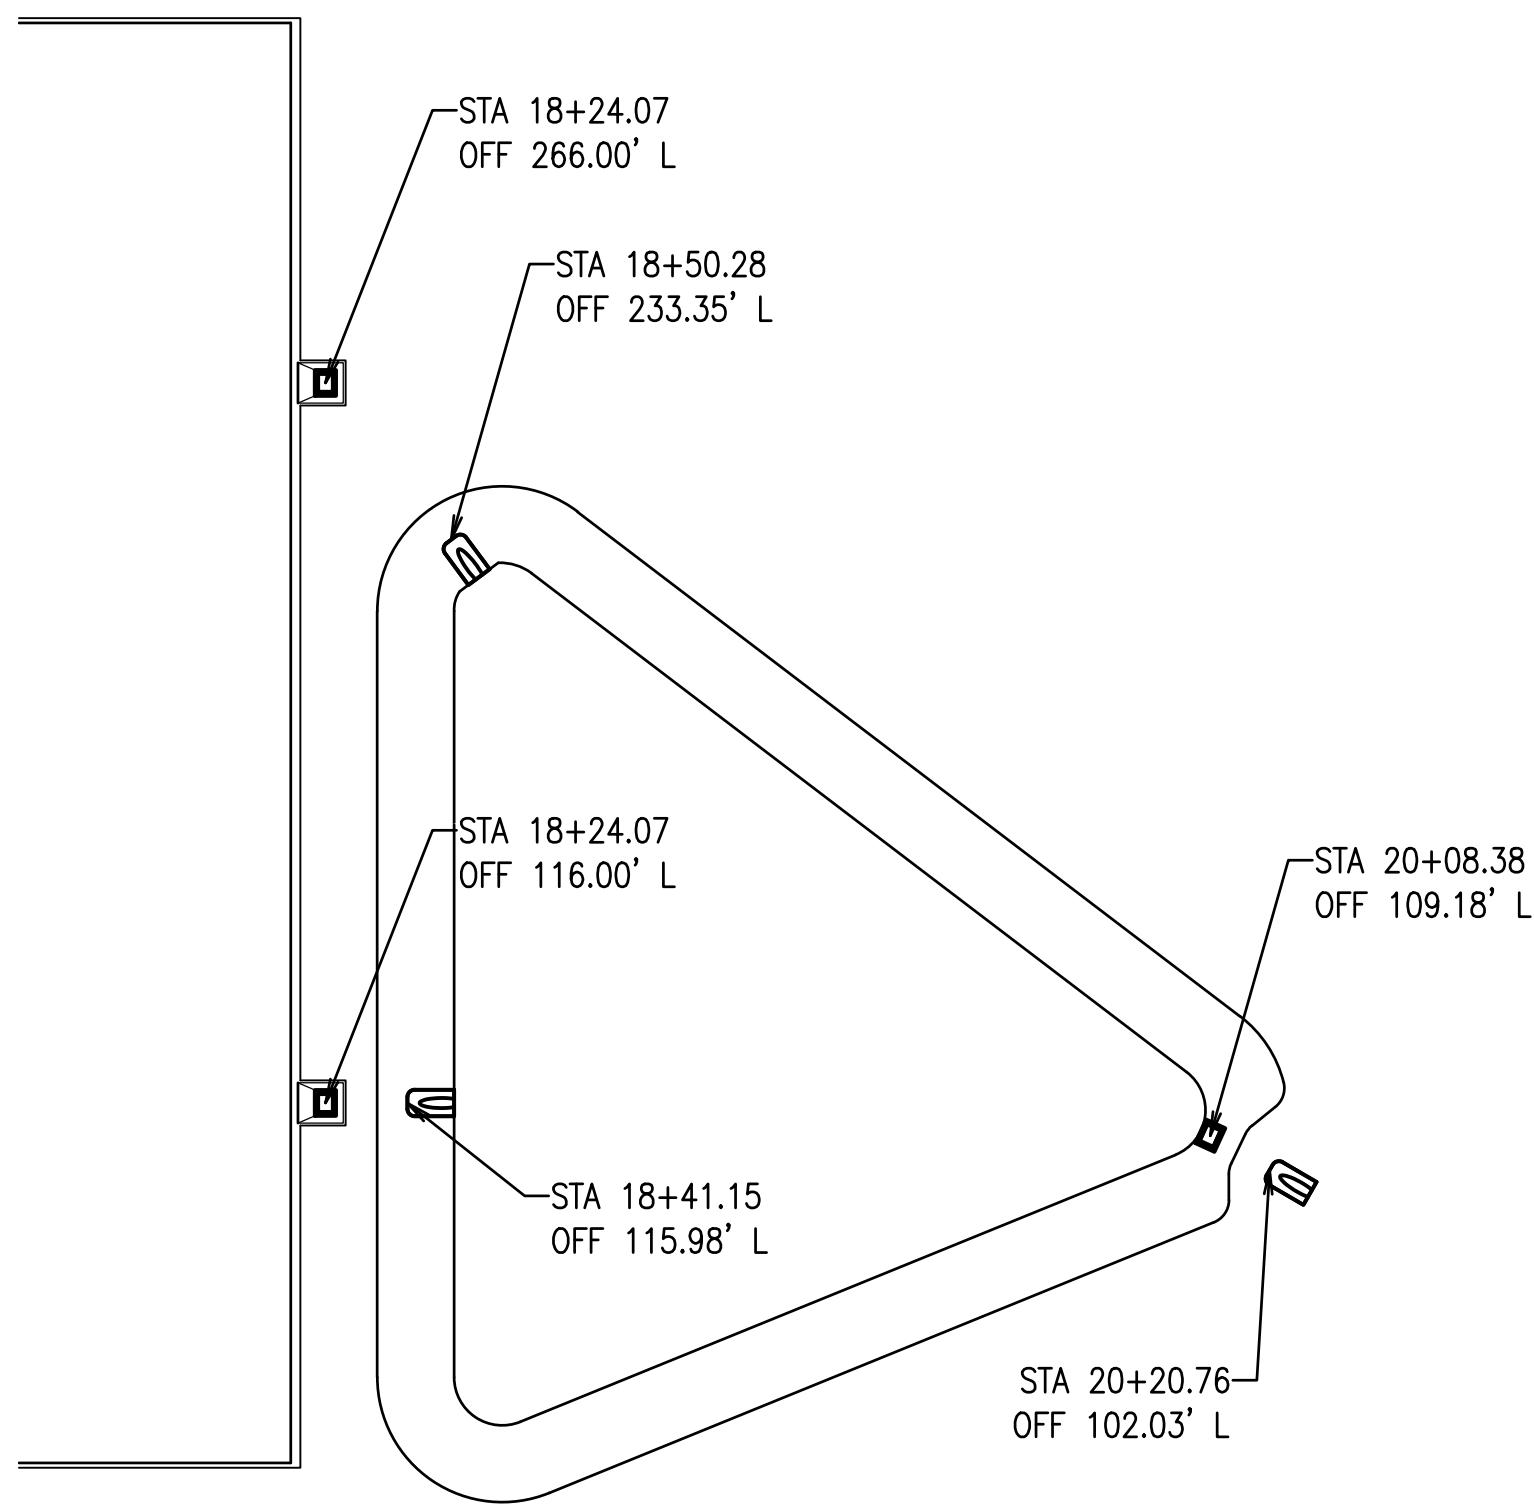 STA 18+24.07
OFF 266.00' L
STA 18+50.28
OFF 233.35' L
STA 18+24.07
OFF 116.00' L
STA 20+08.38
OFF 109.18' L
STA 18+41.15
OFF 115.98' L
STA 20+20.76
OFF 102.03' L